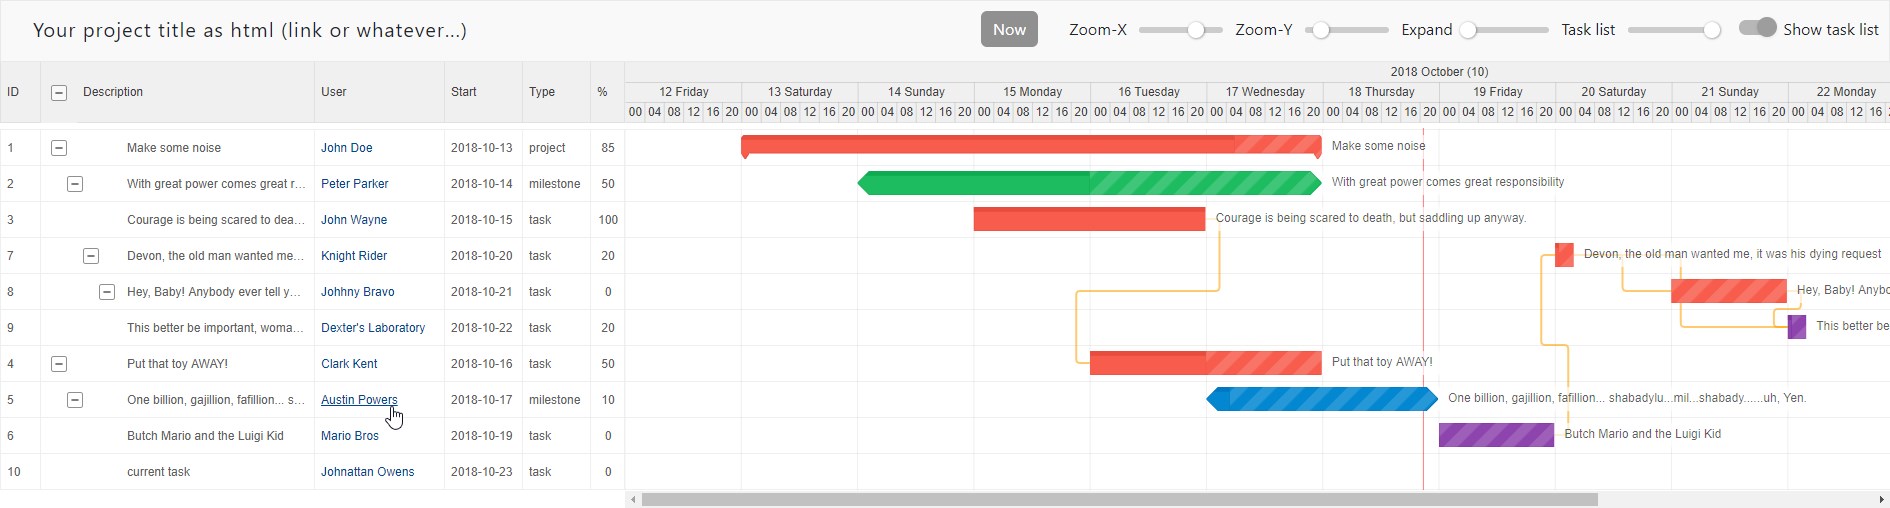 Your project title as html (link or whatever...)
Now Zoom-X Zoom-Y Expand Task list Show task list
2018 October (10)
ID Description User Start Type %
12 Friday 13 Saturday 14 Sunday 15 Monday 16 Tuesday 17 Wednesday 18 Thursday 19 Friday 20 Saturday 21 Sunday 22 Monday
00 04 08 12 16 20 00 04 08 12 16 20 00 04 08 12 16 20 00 04 08 12 16 20 00 04 08 12 16 20 00 04 08 12 16 20 00 04 08 12 16 20 00 04 08 12 16 20 00 04 08 12 16 20 00 04 08 12 16 20 00 04 08 12 16
1 Make some noise John Doe 2018-10-13 project 85 Make some noise
2 With great power comes great r... Peter Parker 2018-10-14 milestone 50 With great power comes great responsibility
3 Courage is being scared to dea... John Wayne 2018-10-15 task 100 Courage is being scared to death, but saddling up anyway.
7 Devon, the old man wanted me... Knight Rider 2018-10-20 task 20 Devon, the old man wanted me, it was his dying request
8 Hey, Baby! Anybody ever tell y... Johhny Bravo 2018-10-21 task 0 Hey, Baby! Anybo
9 This better be important, woma... Dexter's Laboratory 2018-10-22 task 20 This better be
4 Put that toy AWAY! Clark Kent 2018-10-16 task 50 Put that toy AWAY!
5 One billion, gajillion, fafillion... s... Austin Powers 2018-10-17 milestone 10 One billion, gajillion, fafillion... shabadylu...mil...shabady......uh, Yen.
6 Butch Mario and the Luigi Kid Mario Bros 2018-10-19 task 0 Butch Mario and the Luigi Kid
10 current task Johnattan Owens 2018-10-23 task 0